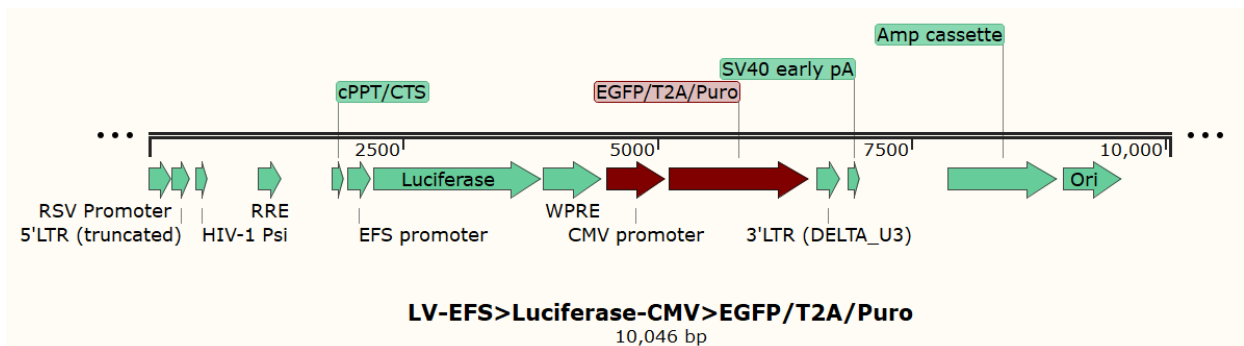 Amp cassette
SV40 early pA
cPPT/CTS
EGFP/T2A/Puro
2500
5000
7500
10,000
Luciferase
Ori
RSV Promoter
RRE
WPRE
5'LTR (truncated)
HIV-1 Psi
EFS promoter
CMV promoter
3'LTR (DELTA_U3)
LV-EFS>Luciferase-CMV>EGFP/T2A/Puro
10,046 bp